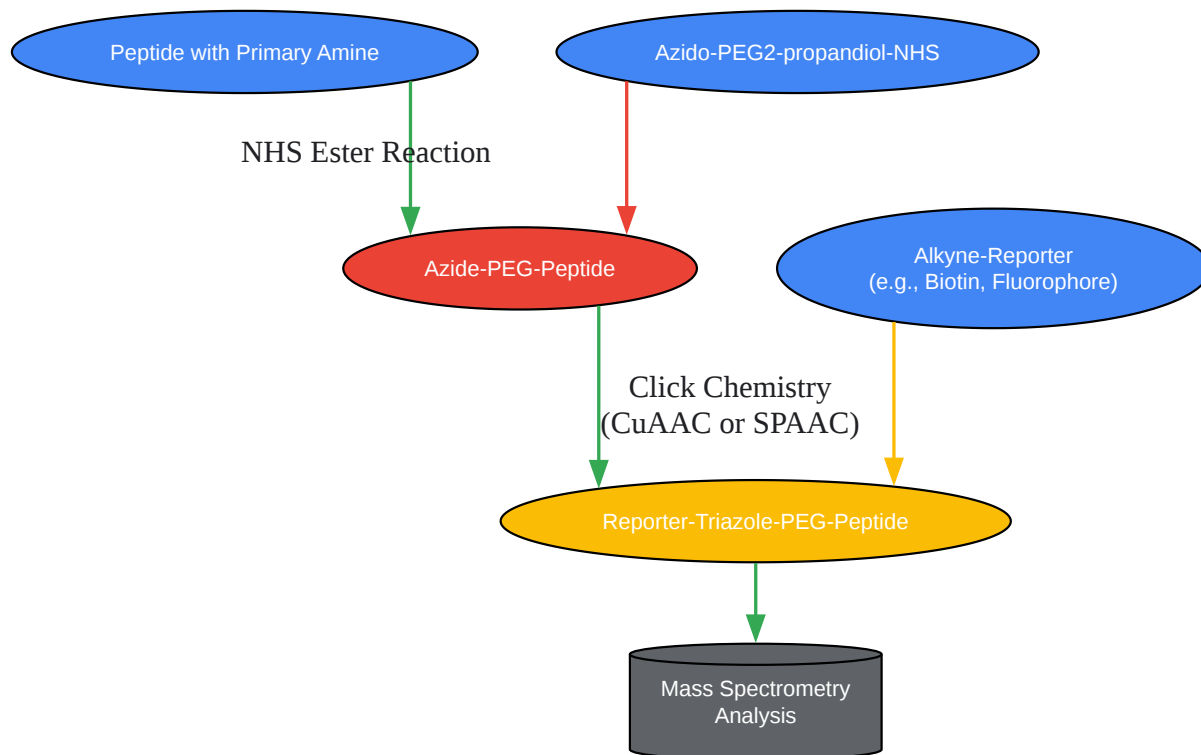 Peptide with Primary Amine
Azido-PEG2-propandiol-NHS
NHS Ester Reaction
Azide-PEG-Peptide
Alkyne-Reporter
(e.g., Biotin, Fluorophore)
Click Chemistry
(CuAAC or SPAAC)
Reporter-Triazole-PEG-Peptide
Mass Spectrometry
Analysis